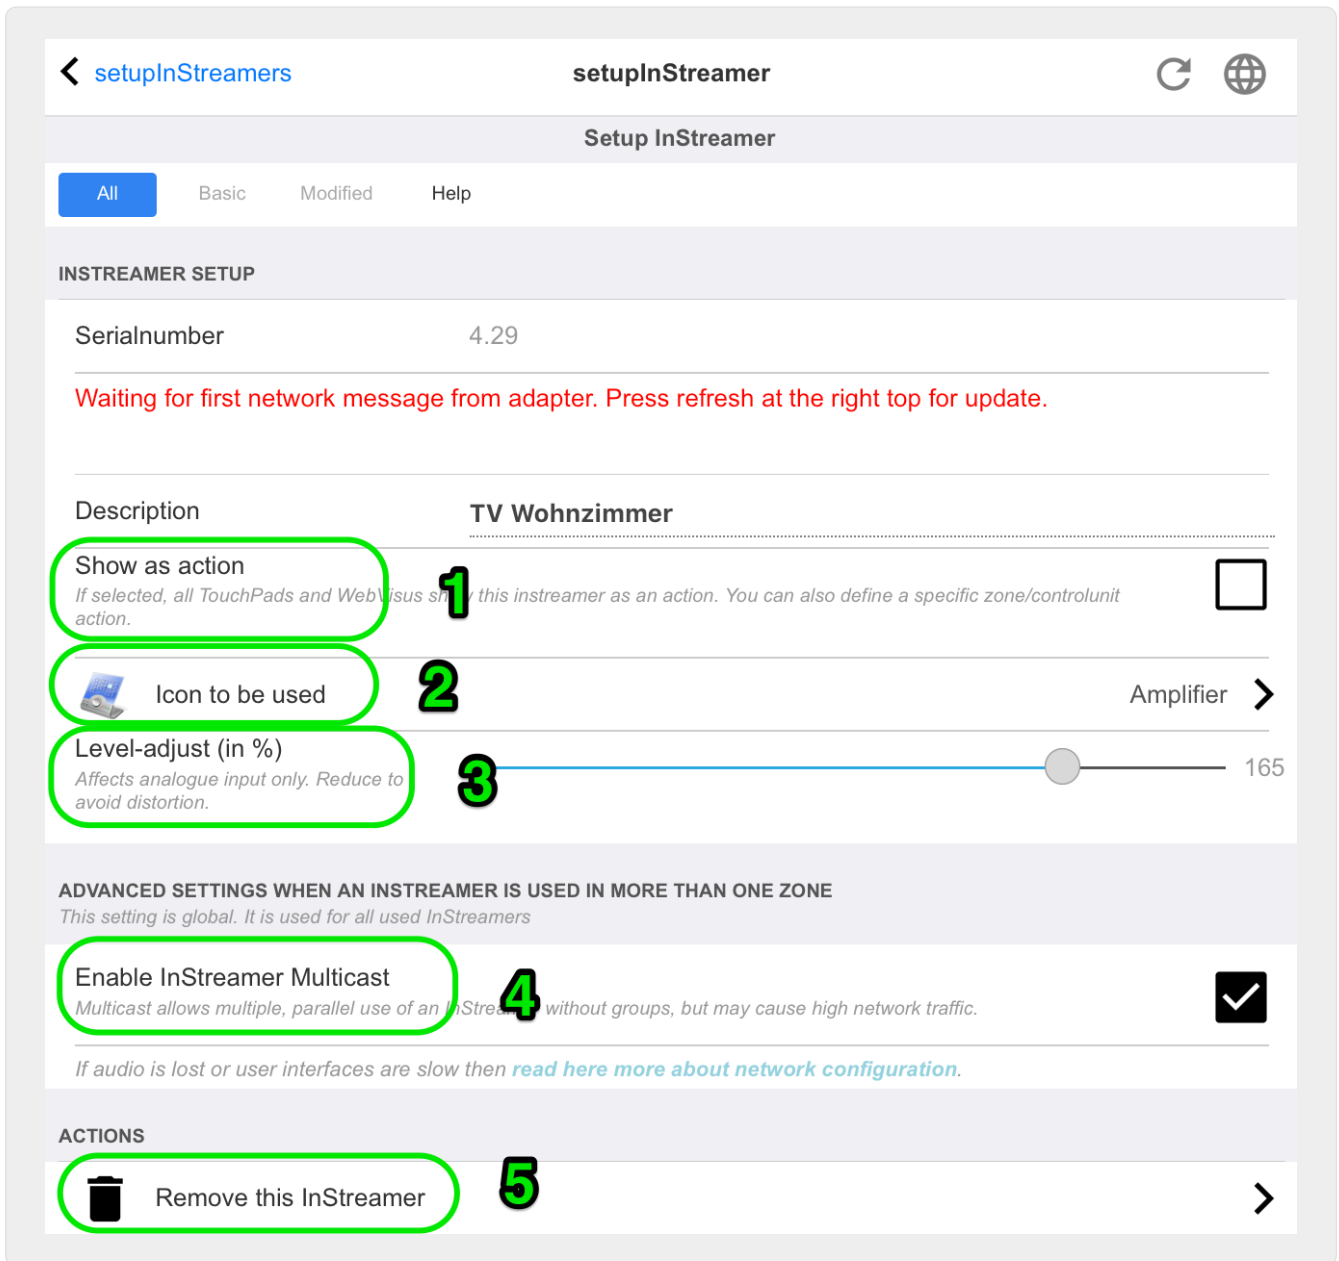 setupInStreamers
setupInStreamer
Setup InStreamer
All
Basic
Modified
Help
INSTREAMER SETUP
Serialnumber
4.29
Waiting for first network message from adapter. Press refresh at the right top for update.
Description
TV Wohnzimmer
Show as action
1
If selected, all TouchPads and WebVisus show this instreamer as an action. You can also define a specific zone/controlunit
action.
Icon to be used
2
Amplifier
Level-adjust (in %)
Affects analogue input only. Reduce to
avoid distortion.
3
165
ADVANCED SETTINGS WHEN AN INSTREAMER IS USED IN MORE THAN ONE ZONE
This setting is global. It is used for all used InStreamers
Enable InStreamer Multicast
4
Multicast allows multiple, parallel use of an InStreamer without groups, but may cause high network traffic.
If audio is lost or user interfaces are slow then read here more about network configuration.
ACTIONS
Remove this InStreamer
5